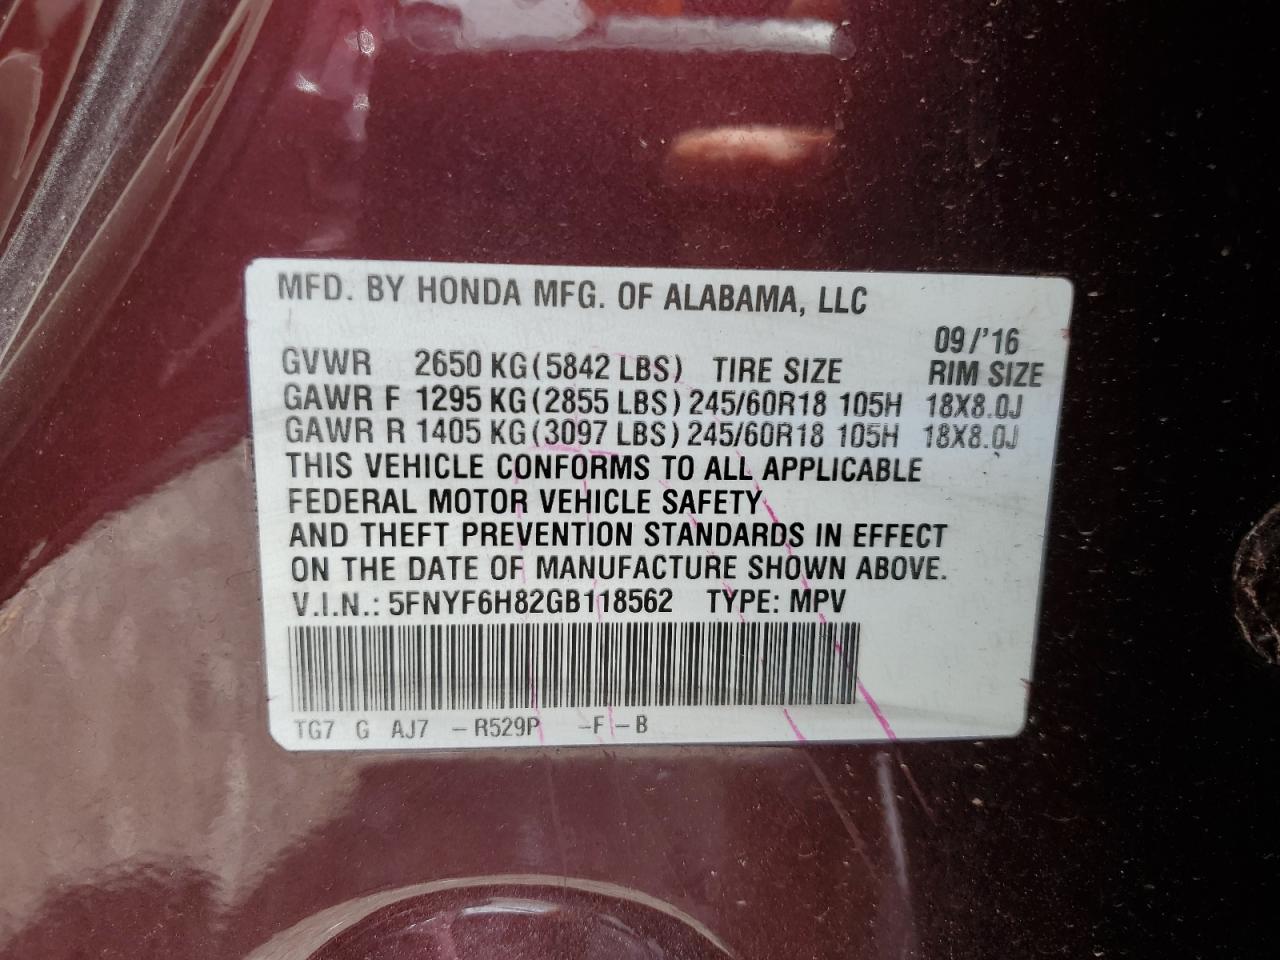 MFD. BY HONDA MFG. OF ALABAMA, LLC
09/'16
GVWR 2650 KG(5842 LBS) TIRE SIZE RIM SIZE
GAWR F 1295 KG(2855 LBS) 245/60R18 105H 18X8.0J
GAWR R 1405 KG(3097 LBS) 245/60R18 105H 18X8.0J
THIS VEHICLE CONFORMS TO ALL APPLICABLE
FEDERAL MOTOR VEHICLE SAFETY
AND THEFT PREVENTION STANDARDS IN EFFECT
ON THE DATE OF MANUFACTURE SHOWN ABOVE.
V.I.N.: 5FNYF6H82GB118562 TYPE: MPV
TG7 G AJ7 - R529P - F - B